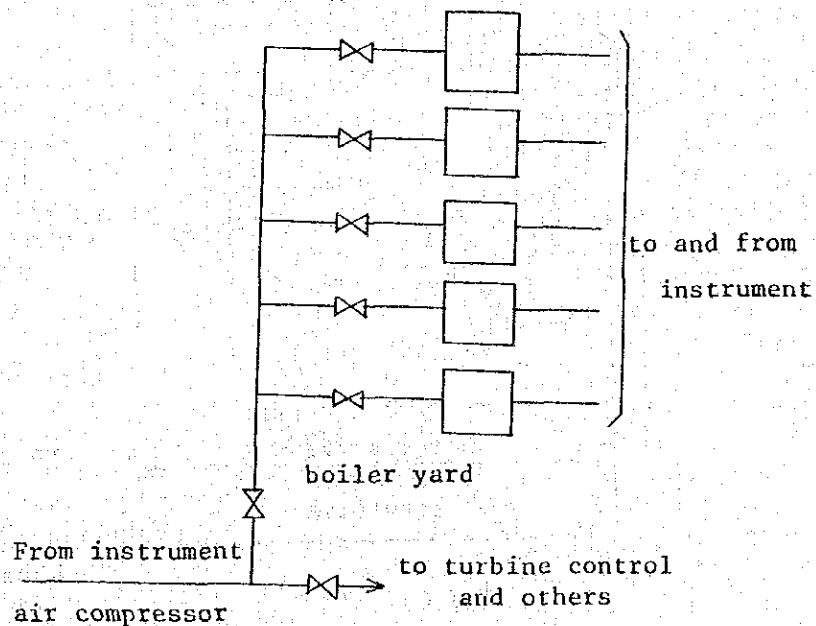 to and from
instrument
boiler yard
From instrument
air compressor
to turbine control
and others